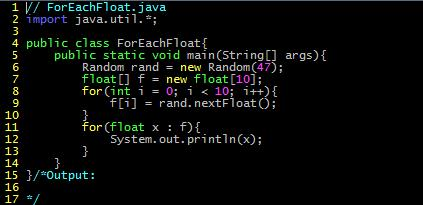 1 // ForEachFloat.java
2 import java.util.*;
3
4 public class ForEachFloat{
5     public static void main(String[] args){
6         Random rand = new Random(47);
7         float[] f = new float[10];
8         for(int i = 0; i < 10; i++){
9             f[i] = rand.nextFloat();
10         }
11         for(float x : f){
12             System.out.println(x);
13         }
14     }
15 }/*Output:
16
17 */